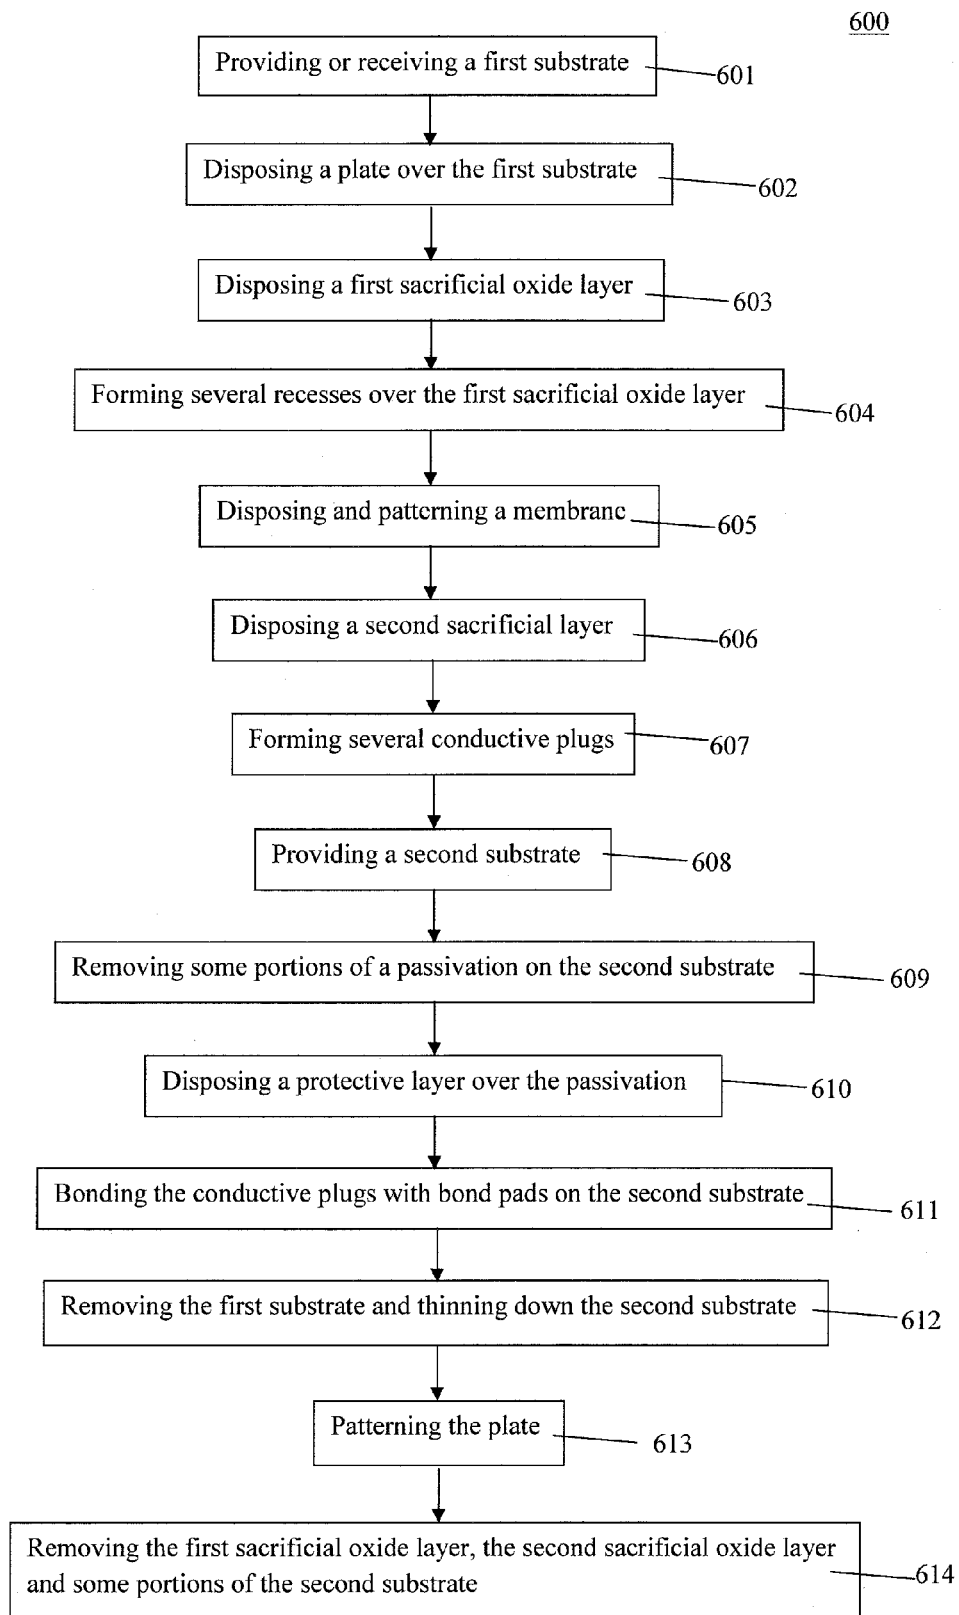 600
Providing or receiving a first substrate
601
Disposing a plate over the first substrate
602
Disposing a first sacrificial oxide layer
603
Forming several recesses over the first sacrificial oxide layer
604
Disposing and patterning a membrane
605
Disposing a second sacrificial layer
606
Forming several conductive plugs
607
Providing a second substrate
608
Removing some portions of a passivation on the second substrate
609
Disposing a protective layer over the passivation
610
Bonding the conductive plugs with bond pads on the second substrate
611
Removing the first substrate and thinning down the second substrate
612
Patterning the plate
613
Removing the first sacrificial oxide layer, the second sacrificial oxide layer
and some portions of the second substrate
614